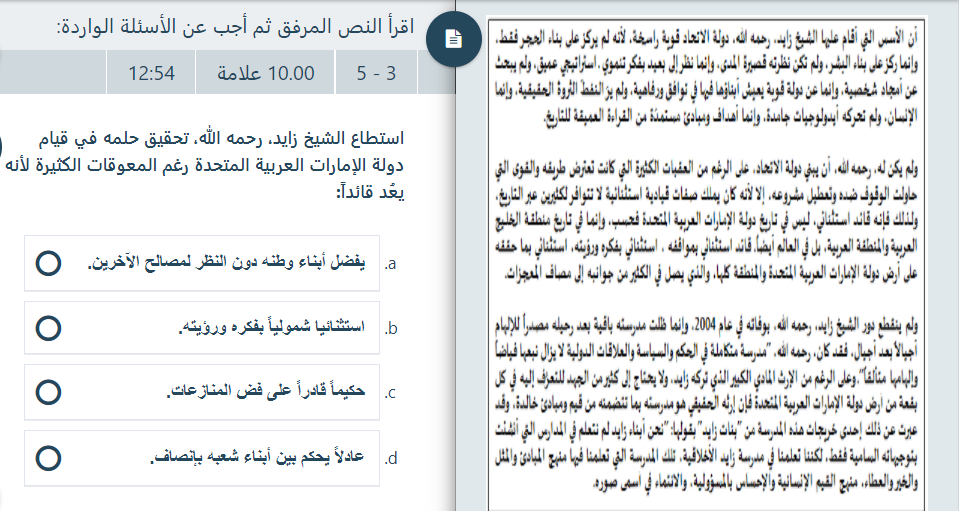 اقرأ النص المرفق ثم أجب عن الأسئلة الواردة:
3 - 5
10.00 علامة
12:54
استطاع الشيخ زايد، رحمه الله، تحقيق حلمه في قيام
دولة الإمارات العربية المتحدة رغم المعوقات الكثيرة لأنه
يعُد قائداً:
a. يفضل أبناء وطنه دون النظر لمصالح الآخرين.
b. استثنائيا شمولياً بفكره ورؤيته.
c. حكيماً قادراً على فض المنازعات.
d. عادلاً يحكم بين أبناء شعبه بإنصاف.
أن الأسس التي أقام عليها الشيخ زايد، رحمه الله، دولة الاتحاد قوية راسخة، لأنه لم يركز على بناء الحجر فقط،
وإنما ركز على بناء البشر، ولم تكن نظرته قصيرة المدى، وإنما نظر إلى بعيد بفكر تنموي، استراتيجي عميق، ولم يبحث
عن أمجاد شخصية، وإنما عن دولة قوية يعيش أبناؤها فيها في توافق ورفاهية، ولم ير النفط الثروة الحقيقية، وإنما
الإنسان، ولم تحركه أيدولوجيات جامدة، وإنما أهداف ومبادئ مستمدة من القراءة العميقة للتاريخ.
ولم يكن له، رحمه الله، أن يبني دولة الاتحاد، على الرغم من العقبات الكثيرة التي كانت تعترض طريقه والقوى التي
حاولت الوقوف ضده وتعطيل مشروعه، إلا لأنه كان يملك صفات قيادية استثنائية لا تتوافر لكثيرين عبر التاريخ،
ولذلك فإنه قائد استثنائي، ليس في تاريخ دولة الإمارات العربية المتحدة فحسب، وإنما في تاريخ منطقة الخليج
العربية والمنطقة العربية، بل في العالم أيضاً. قائد استثنائي بمواقفه ، استثنائي بفكره ورؤيته، استثنائي بما حققه
على أرض دولة الإمارات العربية المتحدة والمنطقة كلها، والذي يصل في الكثير من جوانبه إلى مصاف المعجزات.
ولم ينقطع دور الشيخ زايد، رحمه الله، بوفاته في عام 2004، وإنما ظلت مدرسته باقية بعد رحيله مصدراً للإلهام
أجيالاً بعد أجيال، فقد كان، رحمه الله، "مدرسة متكاملة في الحكم والسياسة والعلاقات الدولية لا يزال نبعها فياضاً
وإلهامها متألقاً". وعلى الرغم من الإرث المادي الكبير الذي تركه زايد، ولا يحتاج إلى كثير من الجهد للتعرف إليه في كل
بقعة من أرض دولة الإمارات العربية المتحدة فإن إرثه الحقيقي هو مدرسته بما تتضمنه من قيم ومبادئ خالدة، وقد
عبرت عن ذلك إحدى خريجات هذه المدرسة من "بنات زايد" بقولها: "نحن أبناء زايد لم نتعلم في المدارس التي أنشئت
بتوجيهاته السامية فقط، لكننا تعلمنا في مدرسة زايد الأخلاقية، تلك المدرسة التي تعلمنا فيها منهج المبادئ والمثل
والخير والعطاء، منهج القيم الإنسانية والإحساس بالمسؤولية، والانتماء في أسمى صوره.